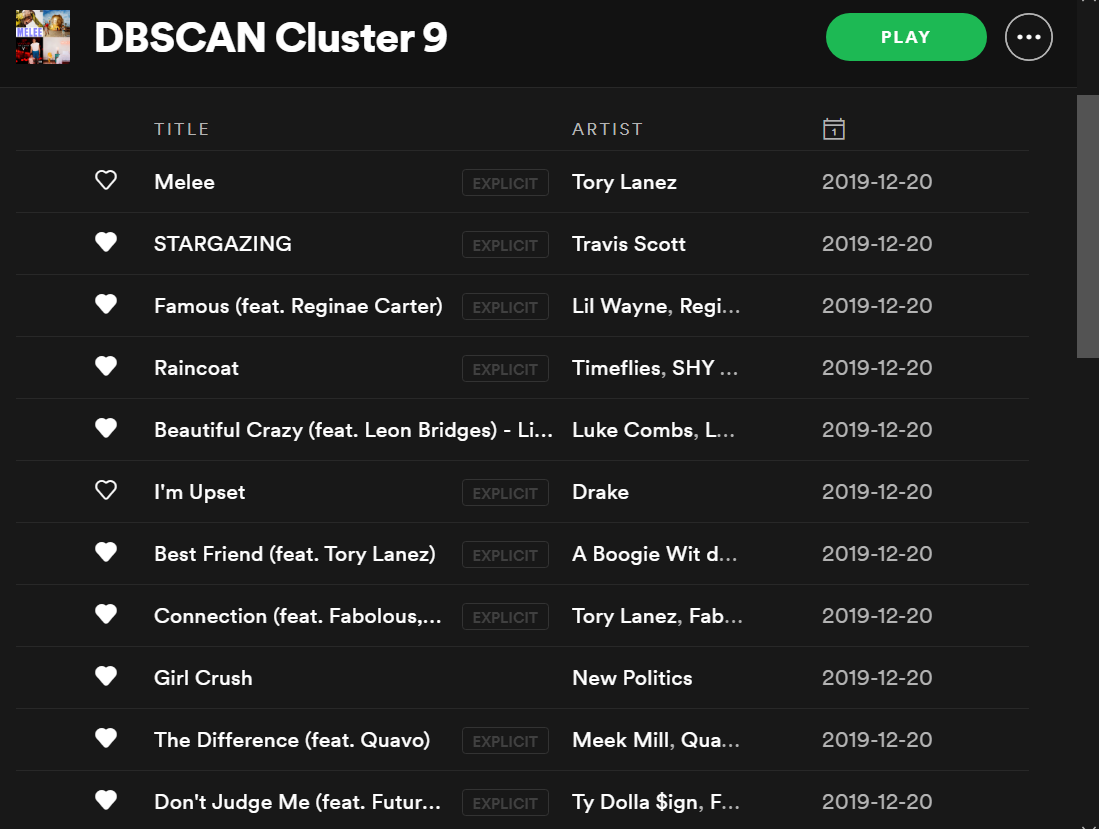 MELEE
DBSCAN Cluster 9
PLAY
TITLE ARTIST 1
Melee EXPLICIT Tory Lanez 2019-12-20
STARGAZING EXPLICIT Travis Scott 2019-12-20
Famous (feat. Reginae Carter) EXPLICIT Lil Wayne, Regi... 2019-12-20
Raincoat EXPLICIT Timeflies, SHY ... 2019-12-20
Beautiful Crazy (feat. Leon Bridges) - Li... Luke Combs, L... 2019-12-20
I'm Upset EXPLICIT Drake 2019-12-20
Best Friend (feat. Tory Lanez) EXPLICIT A Boogie Wit d... 2019-12-20
Connection (feat. Fabolous,... EXPLICIT Tory Lanez, Fab... 2019-12-20
Girl Crush New Politics 2019-12-20
The Difference (feat. Quavo) EXPLICIT Meek Mill, Qua... 2019-12-20
Don't Judge Me (feat. Futur... EXPLICIT Ty Dolla $ign, F... 2019-12-20